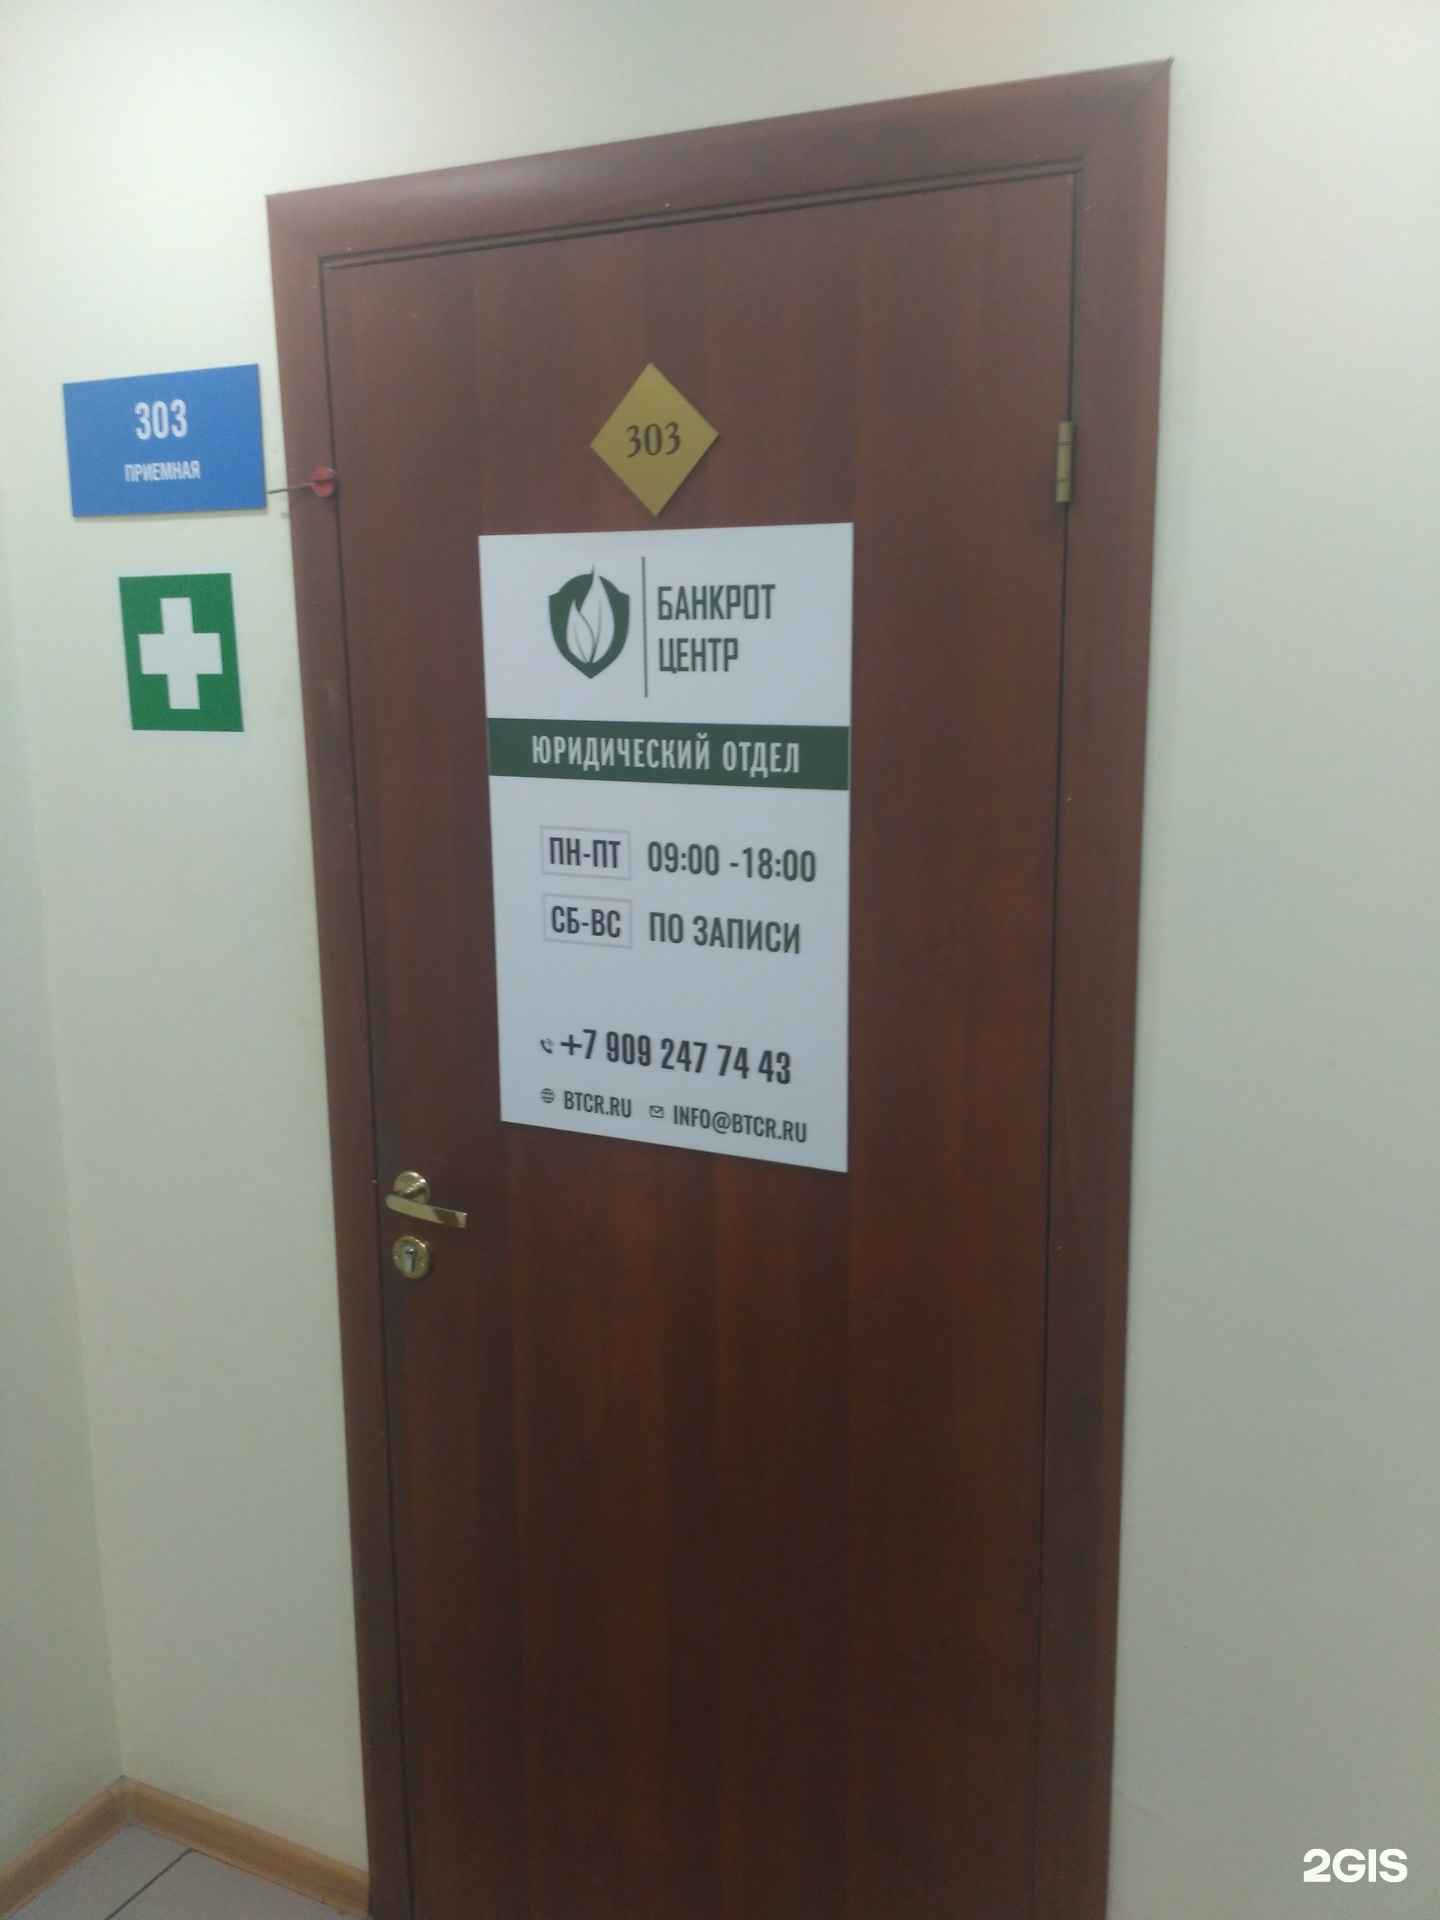 303
ПРИЕМНАЯ
303
БАНКРОТ
ЦЕНТР
ЮРИДИЧЕСКИЙ ОТДЕЛ
ПН-ПТ 09:00 -18:00
СБ-ВС ПО ЗАПИСИ
+7 909 247 74 43
BTCR.RU INFO@BTCR.RU
2GIS